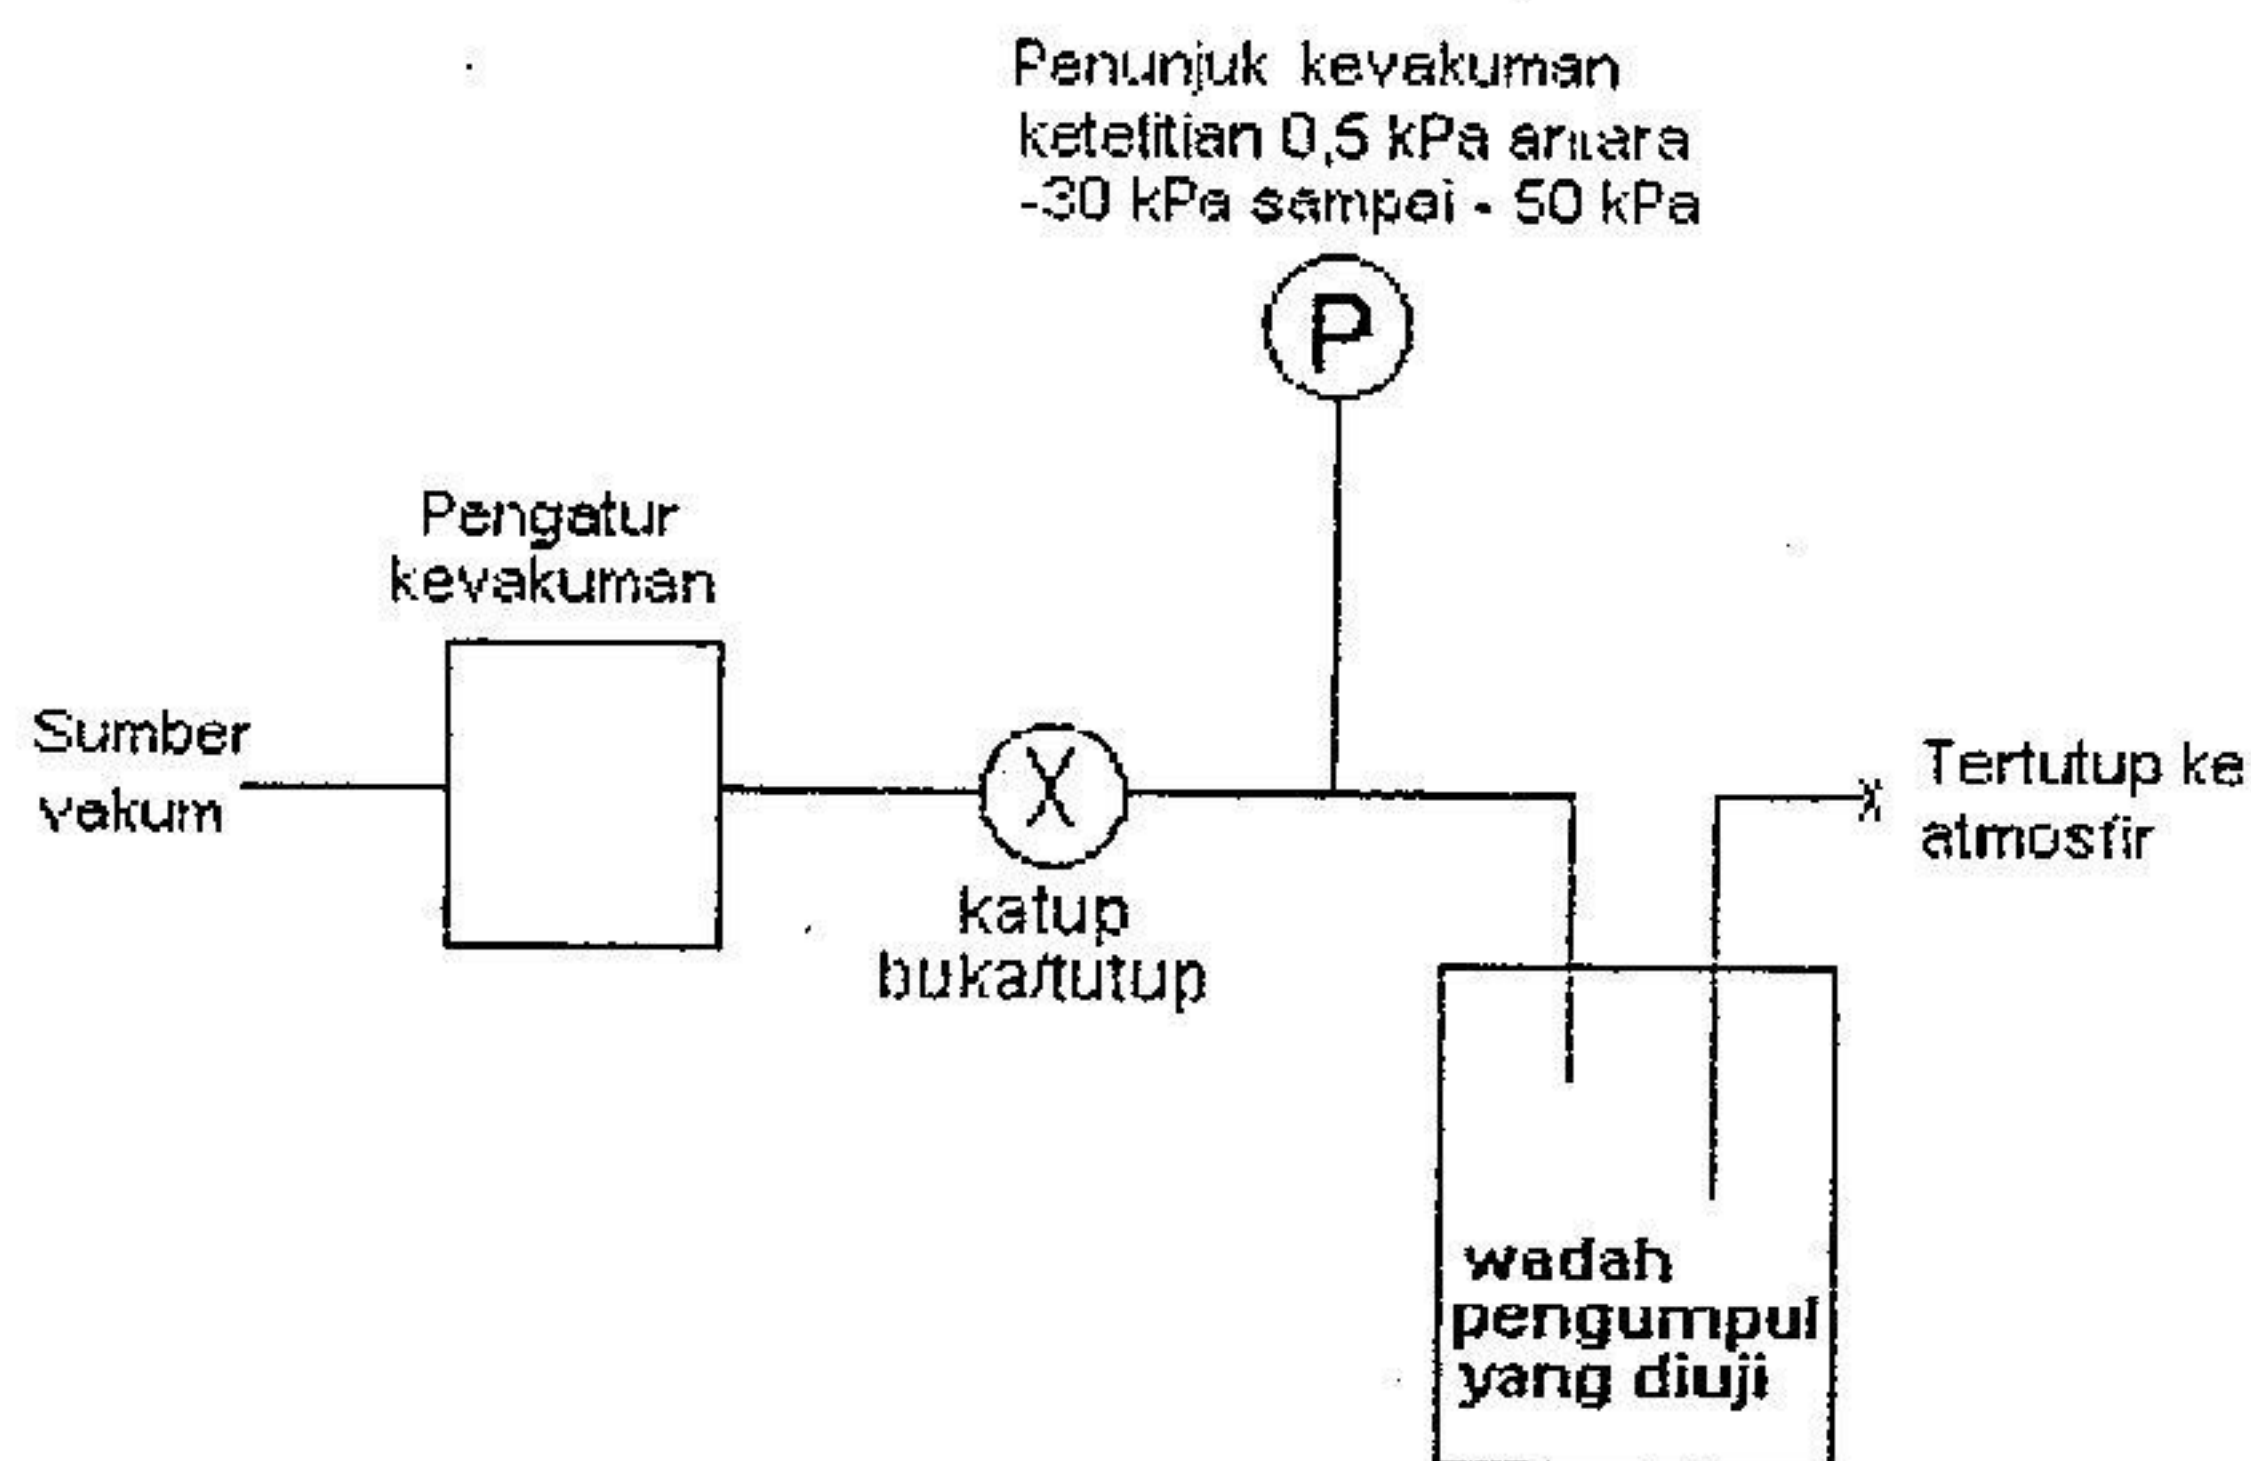 Penunjuk kevakuman
ketelitian 0,5 kPa antara
-30 kPa sampai - 50 kPa
P
Pengatur
kevakuman
Sumber
vakum
X
katup
buka/tutup
Tertutup ke
atmosfir
wadah
pengumpul
yang diuji